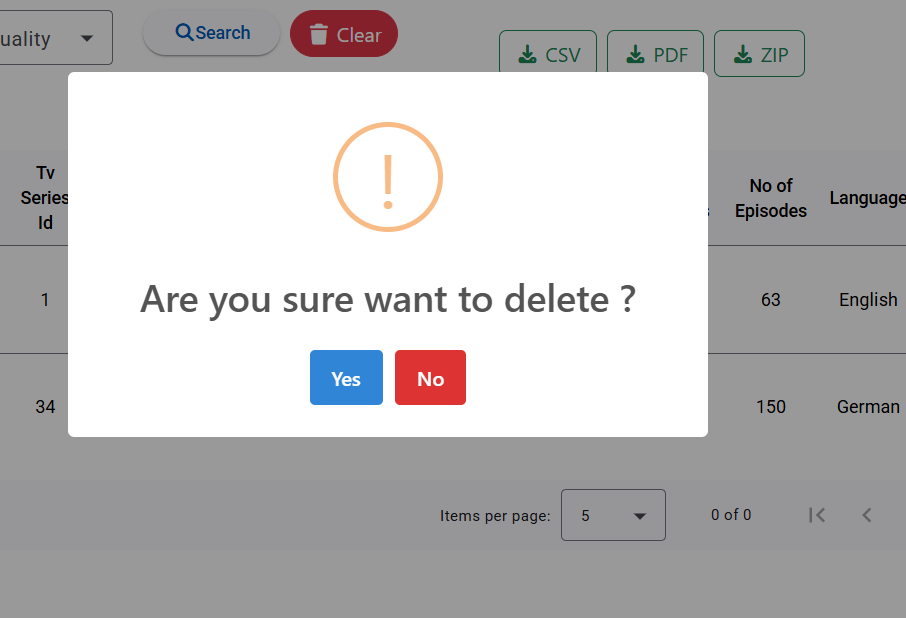 uality
Search
Clear
CSV
PDF
ZIP
!
Are you sure want to delete ?
Yes
No
Tv
Series
Id
No of
Episodes
Language
1
63
English
34
150
German
Items per page:
5
0 of 0